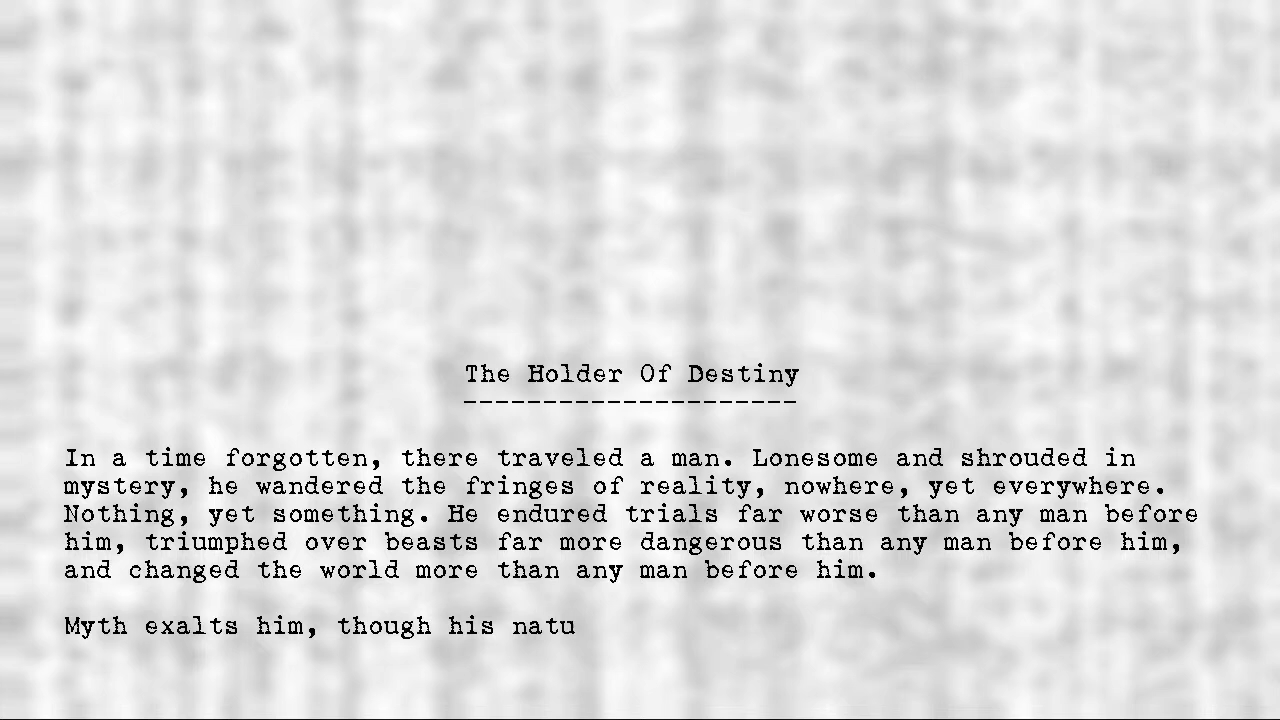 The Holder Of Destiny
---------------------
In a time forgotten, there traveled a man. Lonesome and shrouded in
mystery, he wandered the fringes of reality, nowhere, yet everywhere.
Nothing, yet something. He endured trials far worse than any man before
him, triumphed over beasts far more dangerous than any man before him,
and changed the world more than any man before him.
Myth exalts him, though his natu